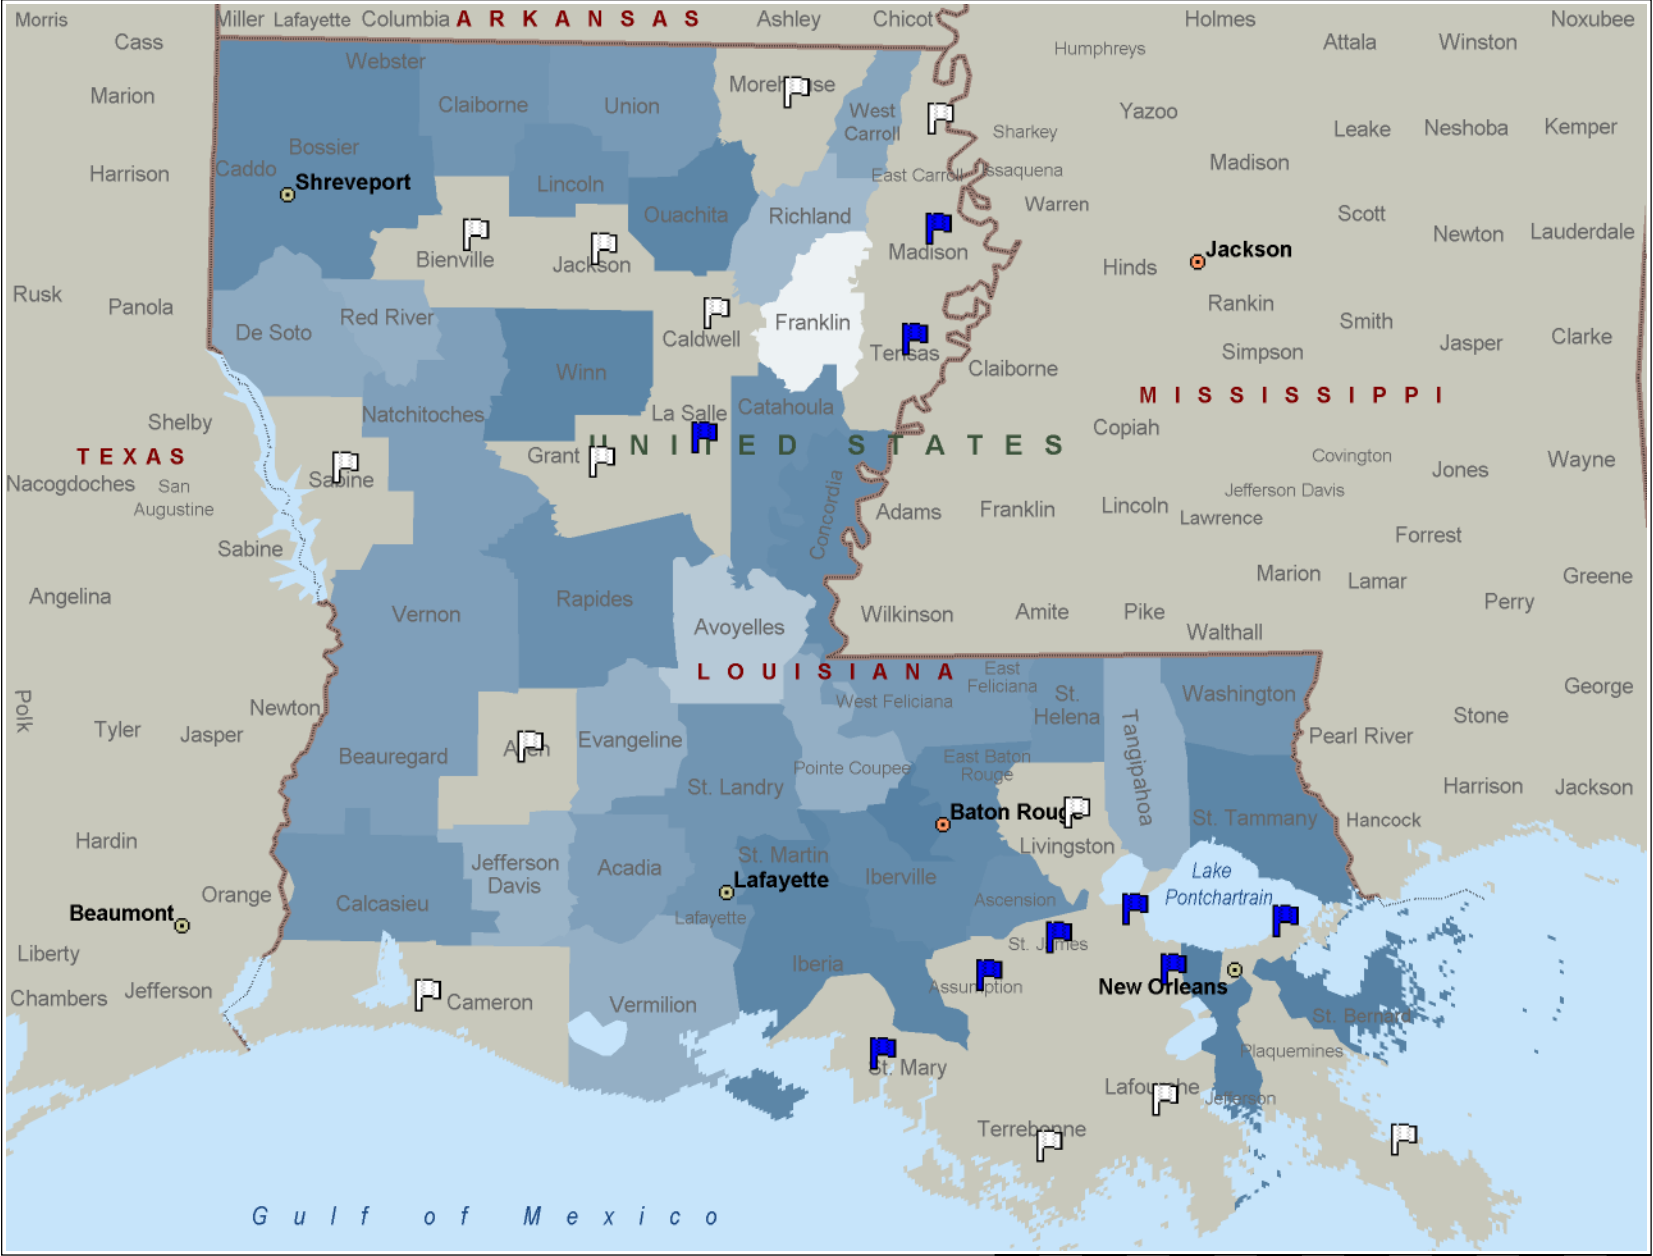 Morris
Miller
Lafayette
Columbia
ARKANSAS
Ashley
Chicot
Holmes
Noxubee
Cass
Humphreys
Attala
Winston
Webster
Marion
Claiborne
Union
Morehouse
West
Carroll
Yazoo
Sharkey
Leake
Neshoba
Kemper
Bossier
Caddo
Harrison
Shreveport
Lincoln
East Carroll
Issaquena
Madison
Ouachita
Richland
Warren
Scott
Newton
Lauderdale
Bienville
Jackson
Madison
Hinds
Jackson
Rusk
Panola
De Soto
Red River
Caldwell
Franklin
Tensas
Rankin
Smith
Simpson
Jasper
Clarke
Winn
Claiborne
MISSISSIPPI
Shelby
Natchitoches
La Salle
Catahoula
Copiah
TEXAS
Grant
UNITED STATES
Covington
Jones
Wayne
Nacogdoches
San
Augustine
Sabine
Concordia
Adams
Franklin
Lincoln
Jefferson Davis
Lawrence
Forrest
Sabine
Marion
Lamar
Greene
Angelina
Vernon
Rapides
Avoyelles
Wilkinson
Amite
Pike
Perry
Walthall
LOUISIANA
East
Feliciana
West Feliciana
St.
Helena
Washington
George
Polk
Newton
Tyler
Jasper
Beauregard
Allen
Evangeline
Pointe Coupee
East Baton
Rouge
Tangipahoa
Pearl River
Stone
St. Landry
Harrison
Jackson
Baton Rouge
St. Tammany
Hancock
Hardin
Jefferson
Davis
Acadia
St. Martin
Lafayette
Iberville
Livingston
Lake
Pontchartrain
Orange
Calcasieu
Lafayette
Ascension
Beaumont
St. James
Liberty
Iberia
Assumption
New Orleans
Chambers
Jefferson
Cameron
Vermilion
St. Bernard
St. Mary
Plaquemines
Lafourche
Jefferson
Terrebonne
Gulf of Mexico